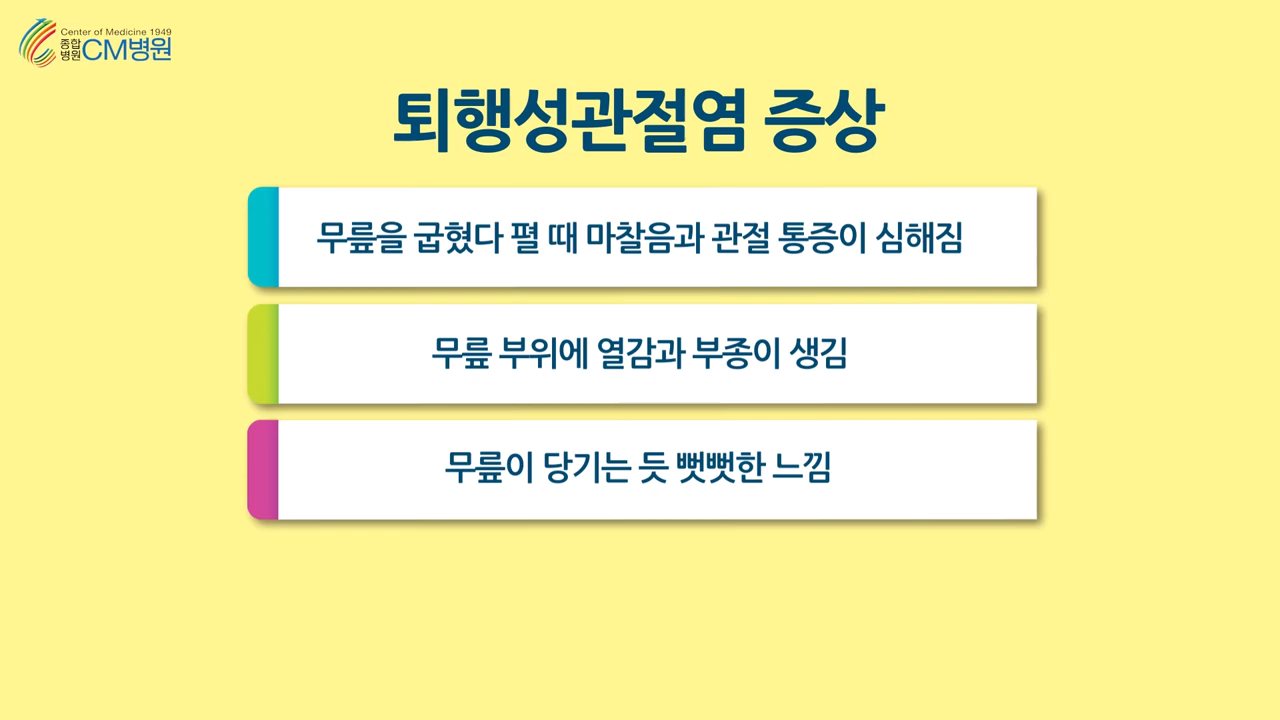 Center of Medicine 1949
종합병원 CM병원
퇴행성관절염 증상
무릎을 굽혔다 펼 때 마찰음과 관절 통증이 심해짐
무릎 부위에 열감과 부종이 생김
무릎이 당기는 듯 뻣뻣한 느낌